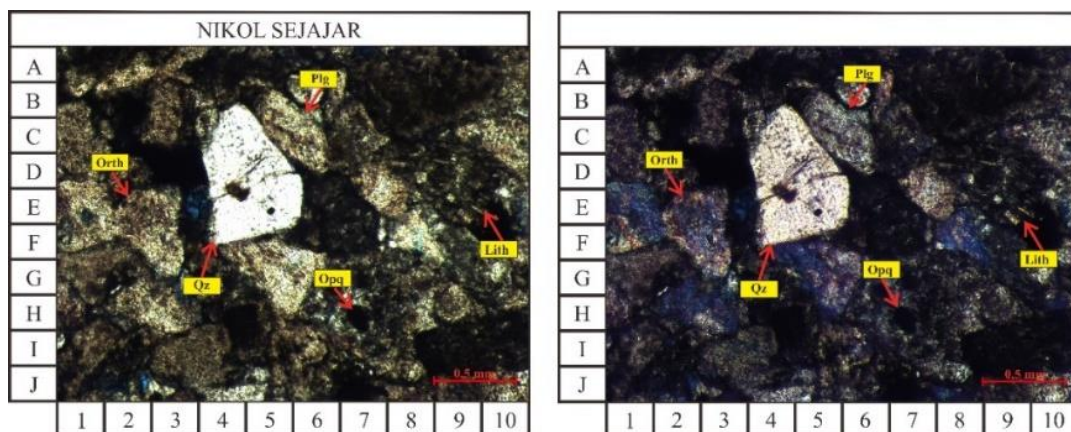 NIKOL SEJAJAR
A
B
C
D
E
F
G
H
I
J
Plg
Orth
Lith
Opq
Qz
0,5 mm
1 2 3 4 5 6 7 8 9 10
A
B
C
D
E
F
G
H
I
J
Plg
Orth
Lith
Opq
Qz
0,5 mm
1 2 3 4 5 6 7 8 9 10